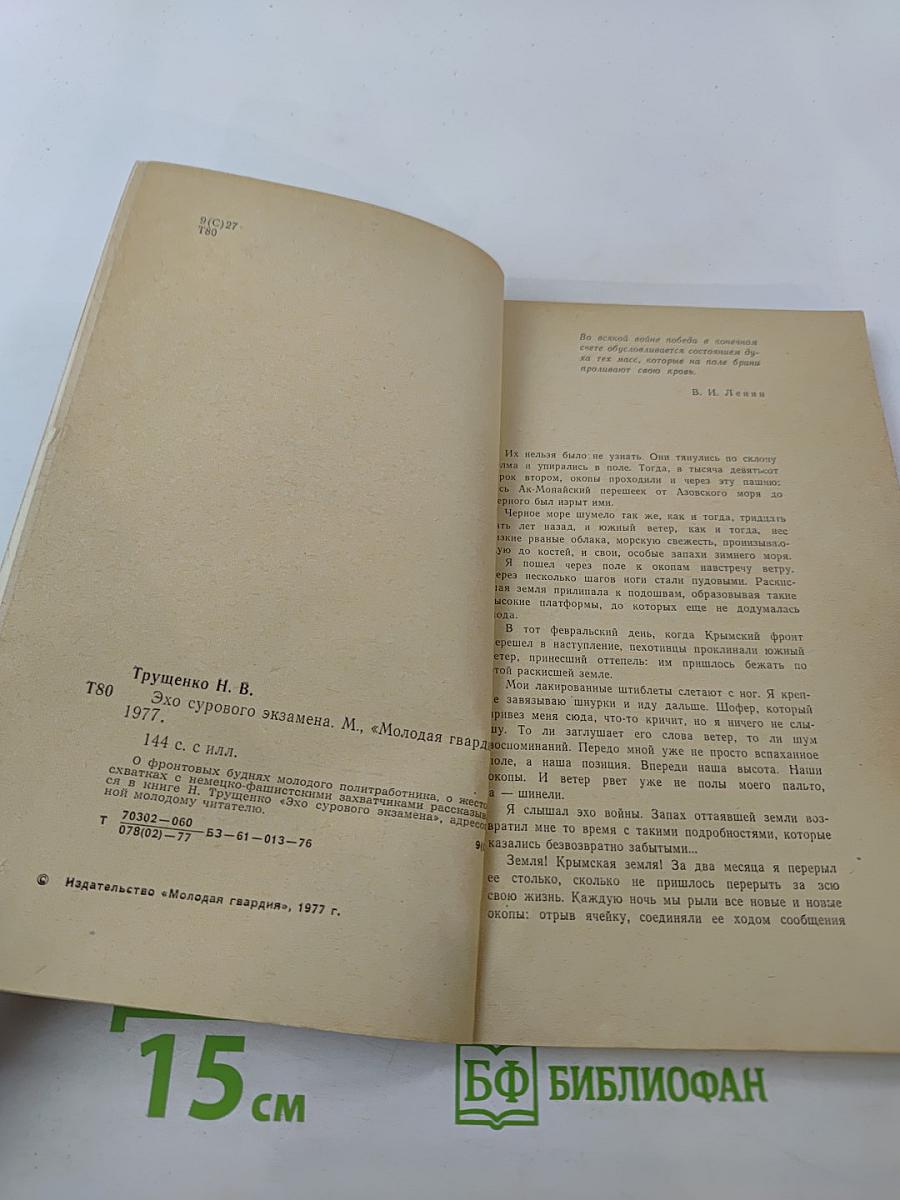 9(С)27
Т80
Трущенко Н. В.
Т80
Эхо сурового экзамена. М., «Молодая гвард
1977.
144 с. с илл.
О фронтовых буднях молодого политработника, о жесто
схватках с немецко-фашистскими захватчиками рассказыв
ся в книге Н. Трущенко «Эхо сурового экзамена», адресо
ной молодому читателю.
Т 70302—060
078(02)—77 БЗ—61—013—76
9(
© Издательство «Молодая гвардия», 1977 г.
Во всякой войне победа в конечном
счете обусловливается состоянием ду-
ха тех масс, которые на поле брани
проливают свою кровь.
В. И. Ленин
Их нельзя было не узнать. Они тянулись по склону
лма и упирались в поле. Тогда, в тысяча девятьсот
рок втором, окопы проходили и через эту пашню:
сь Ак-Монайский перешеек от Азовского моря до
ерного был изрыт ими.
Черное море шумело так же, как и тогда, тридцать
ять лет назад, и южный ветер, как и тогда, нес
изкие рваные облака, морскую свежесть, пронизываю-
ую до костей, и свои, особые запахи зимнего моря.
Я пошел через поле к окопам навстречу ветру.
ерез несколько шагов ноги стали пудовыми. Раскис-
ая земля прилипала к подошвам, образовывая такие
ысокие платформы, до которых еще не додумалась
ода.
В тот февральский день, когда Крымский фронт
ерешел в наступление, пехотинцы проклинали южный
етер, принесший оттепель: им пришлось бежать по
той раскисшей земле.
Мои лакированные штиблеты слетают с ног. Я креп-
е завязываю шнурки и иду дальше. Шофер, который
ривез меня сюда, что-то кричит, но я ничего не слы-
шу. То ли заглушает его слова ветер, то ли шум
воспоминаний. Передо мной уже не просто вспаханное
поле, а наша позиция. Впереди наша высота. Наши
окопы. И ветер рвет уже не полы моего пальто,
а — шинели.
Я слышал эхо войны. Запах оттаявшей земли воз-
вратил мне то время с такими подробностями, которые
казались безвозвратно забытыми...
Земля! Крымская земля! За два месяца я перерыл
ее столько, сколько не пришлось перерыть за всю
свою жизнь. Каждую ночь мы рыли все новые и новые
окопы: отрыв ячейку, соединяли ее ходом сообщения
15 см
БФ БИБЛИОФАН